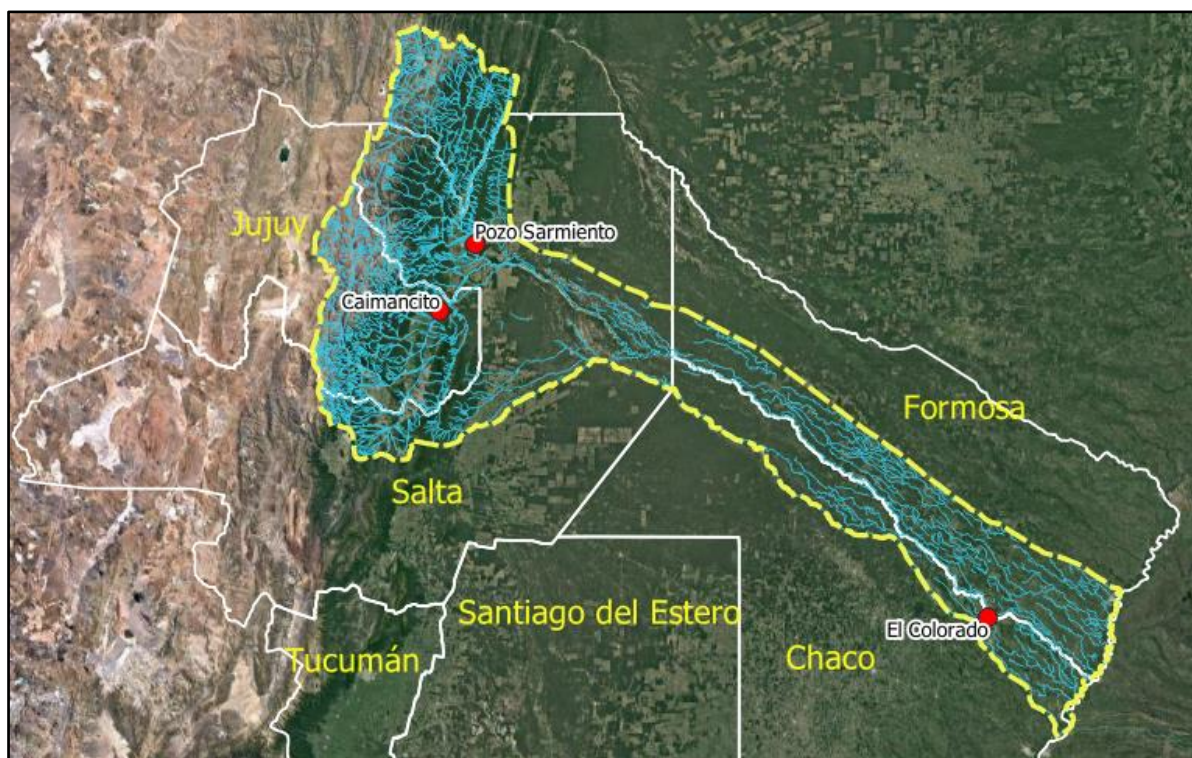 Jujuy
Pozo Sarmiento
Caimancito
Formosa
Salta
Santiago del Estero
El Colorado
Tucumán
Chaco